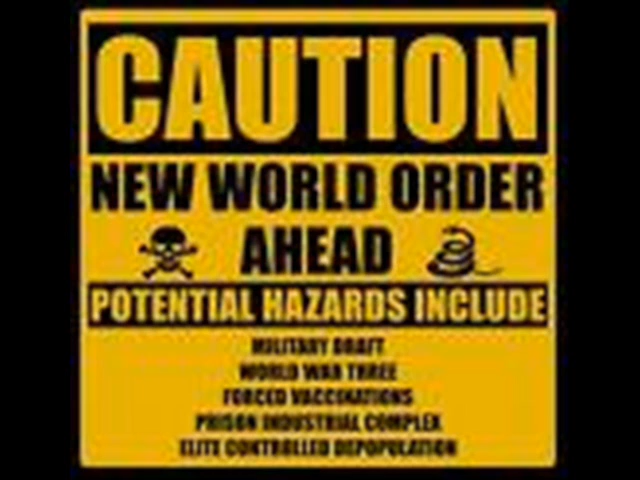 CAUTION
NEW WORLD ORDER
AHEAD
POTENTIAL HAZARDS INCLUDE
MILITARY DRAFT
WORLD WAR THREE
FORCED VACCINATIONS
PRISON INDUSTRIAL COMPLEX
ELITE CONTROLLED DEPOPULATION